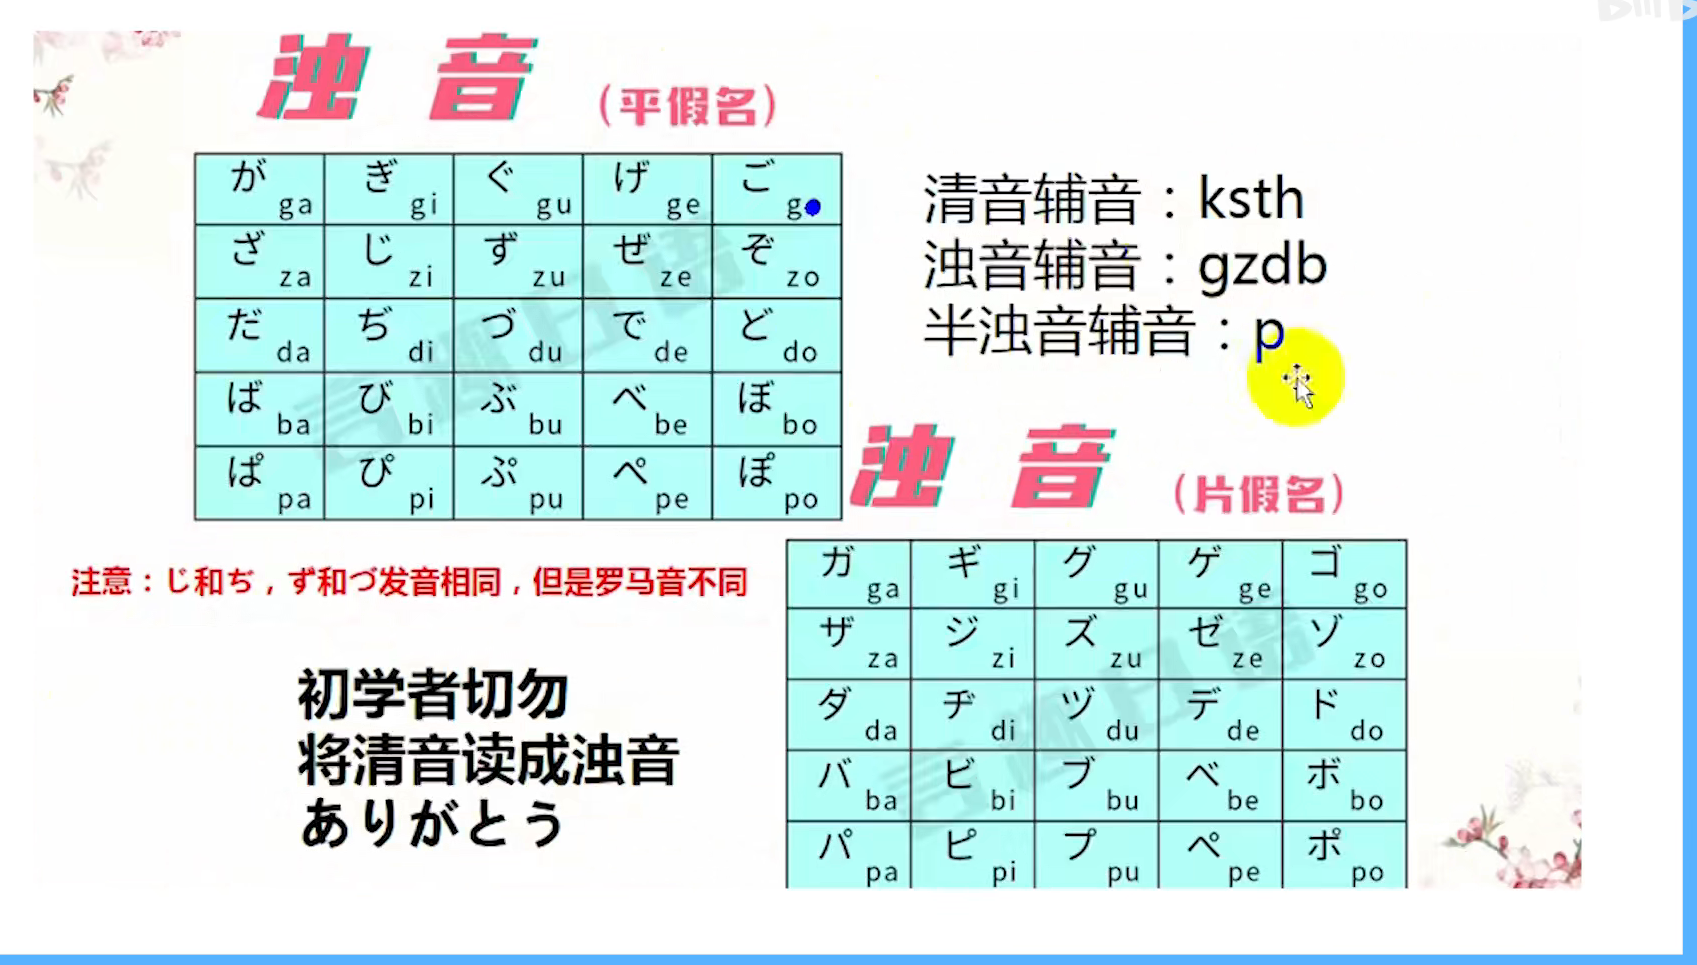 浊音（平假名）
が ga ぎ gi ぐ gu げ ge ご g
ざ za じ zi ず zu ぜ ze ぞ zo
だ da ぢ di づ du で de ど do
ば ba び bi ぶ bu べ be ぼ bo
ぱ pa ぴ pi ぷ pu ぺ pe ぽ po
清音辅音：ksth
浊音辅音：gzdb
半浊音辅音：p
注意：じ和ぢ，ず和づ发音相同，但是罗马音不同
初学者切勿
将清音读成浊音
ありがとう
浊音（片假名）
ガ ga ギ gi グ gu ゲ ge ゴ go
ザ za ジ zi ズ zu ゼ ze ゾ zo
ダ da ヂ di ヅ du デ de ド do
バ ba ビ bi ブ bu ベ be ボ bo
パ pa ピ pi プ pu ペ pe ポ po